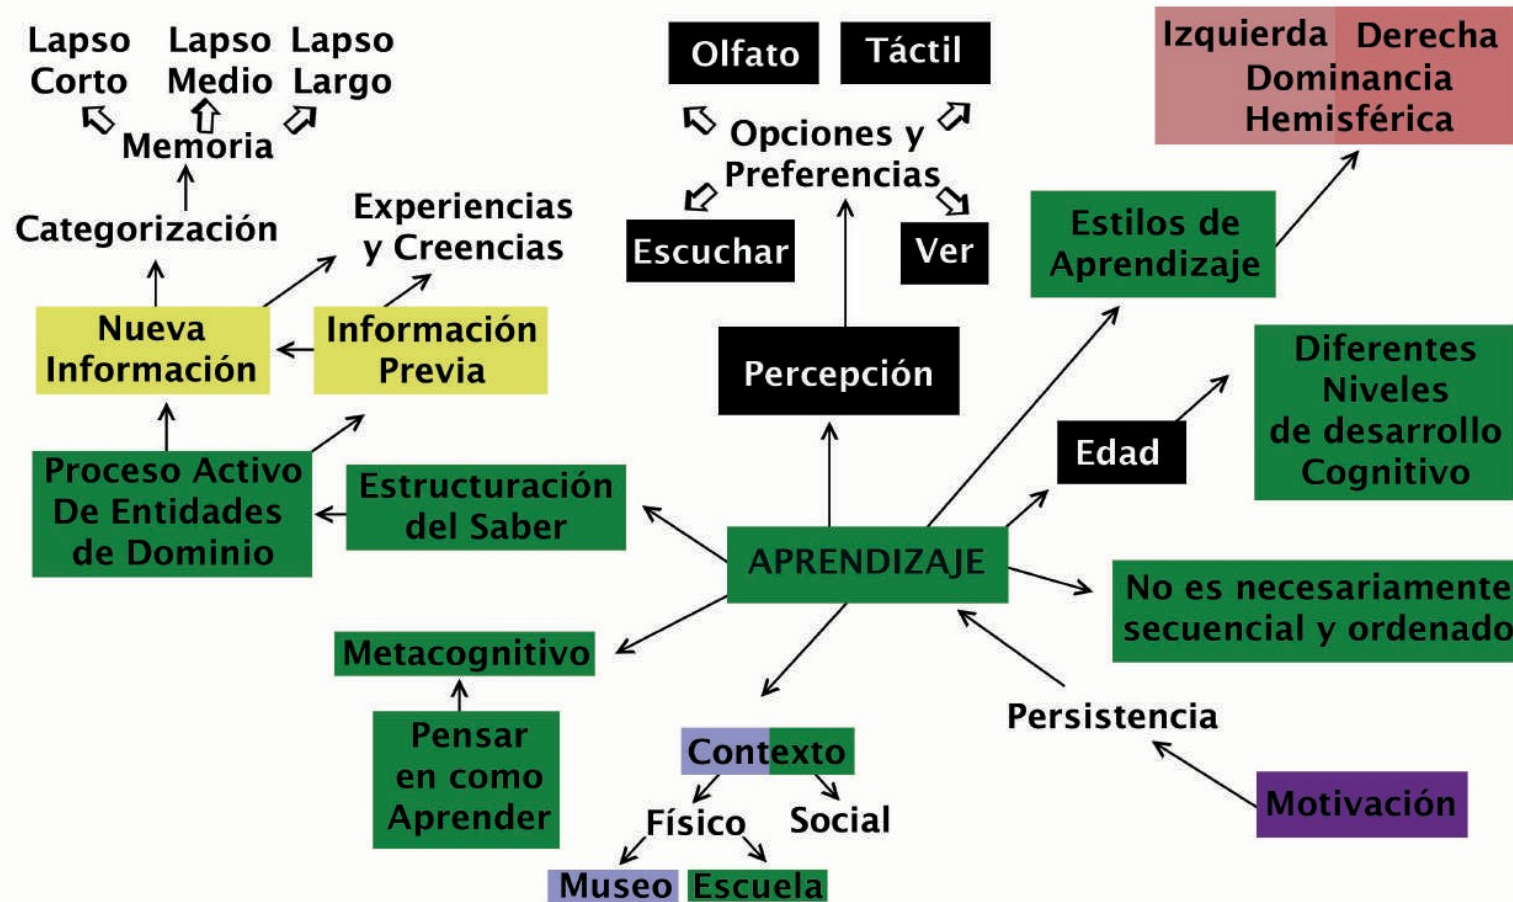 Lapso
Corto
Lapso
Medio
Lapso
Largo
Memoria
Categorización
Experiencias
y Creencias
Nueva
Información
Información
Previa
Proceso Activo
De Entidades
de Dominio
Estructuración
del Saber
Olfato
Táctil
Opciones y
Preferencias
Escuchar
Ver
Percepción
Izquierda Derecha
Dominancia
Hemisférica
Estilos de
Aprendizaje
Diferentes
Niveles
de desarrollo
Cognitivo
Edad
APRENDIZAJE
No es necesariamente
secuencial y ordenado
Metacognitivo
Pensar
en como
Aprender
Contexto
Físico
Social
Museo
Escuela
Persistencia
Motivación